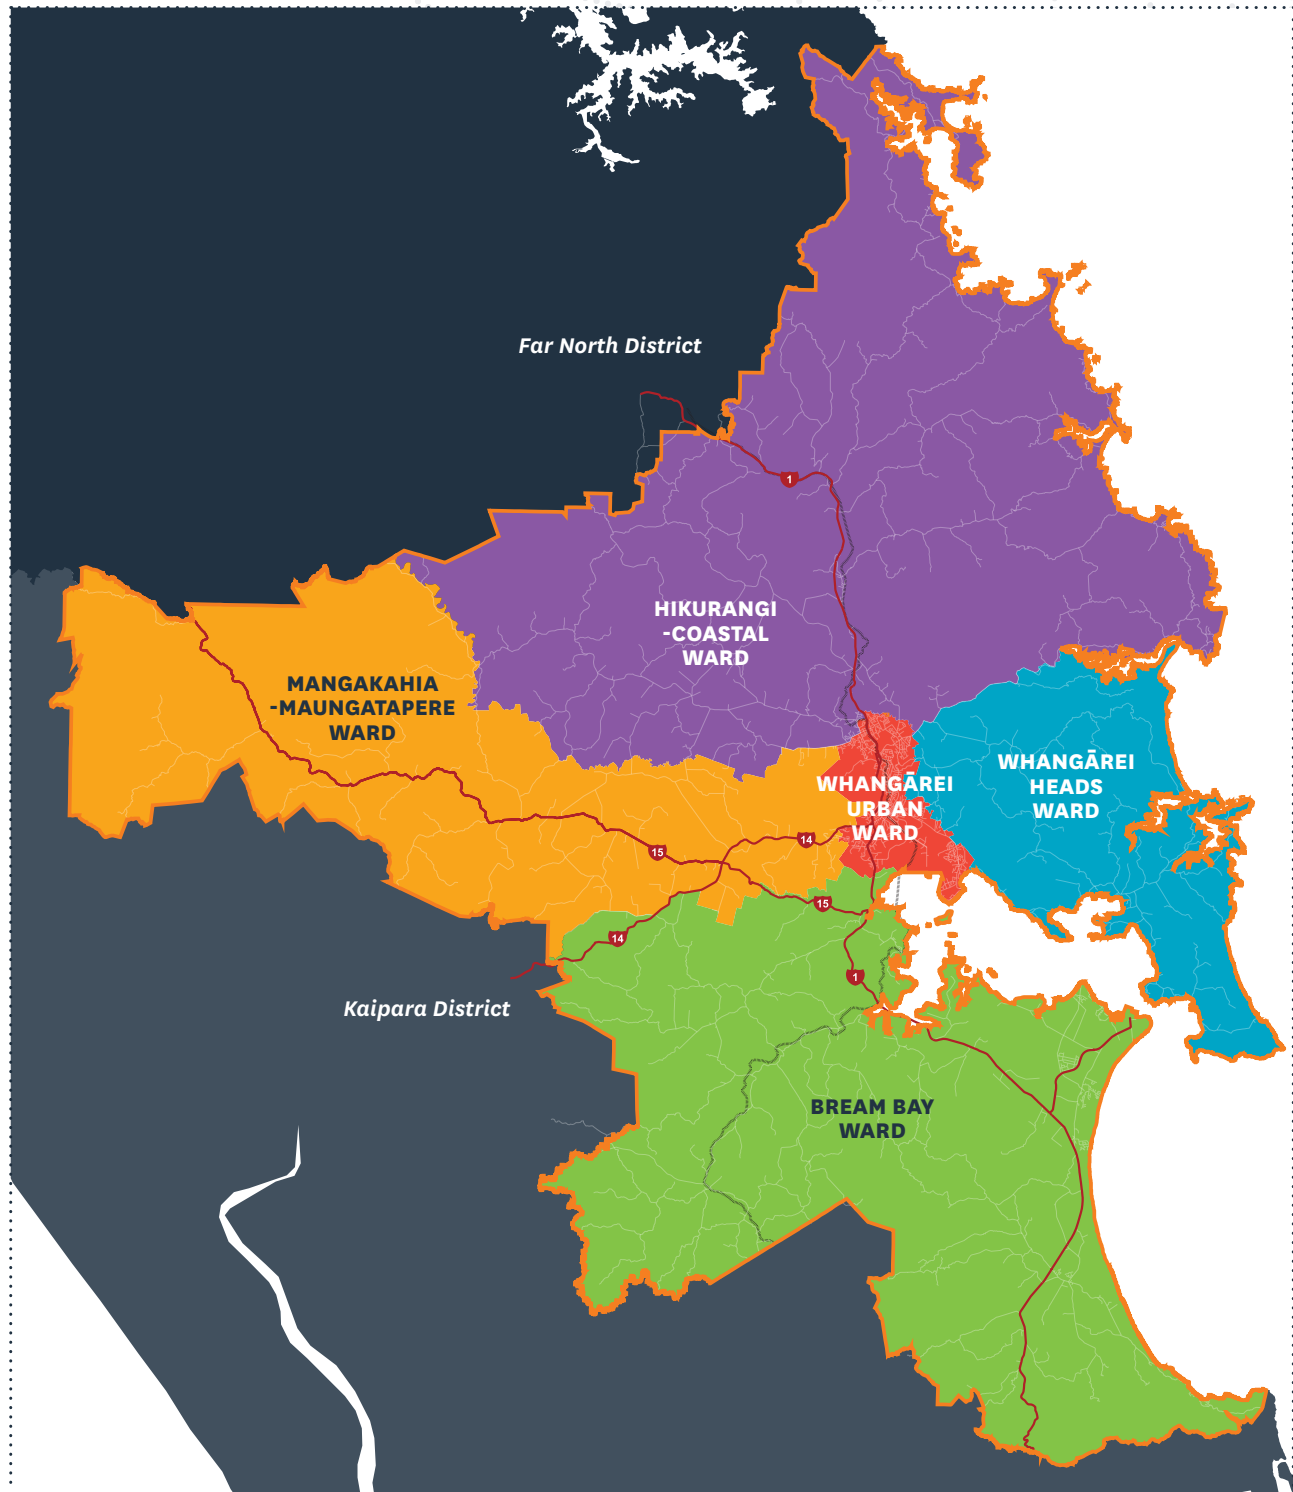 Far North District
1
HIKURANGI
-COASTAL
WARD
MANGAKAHIA
-MAUNGATAPERE
WARD
WHANGĀREI
HEADS
WARD
WHANGĀREI
URBAN
WARD
14
15
15
14
1
Kaipara District
BREAM BAY
WARD